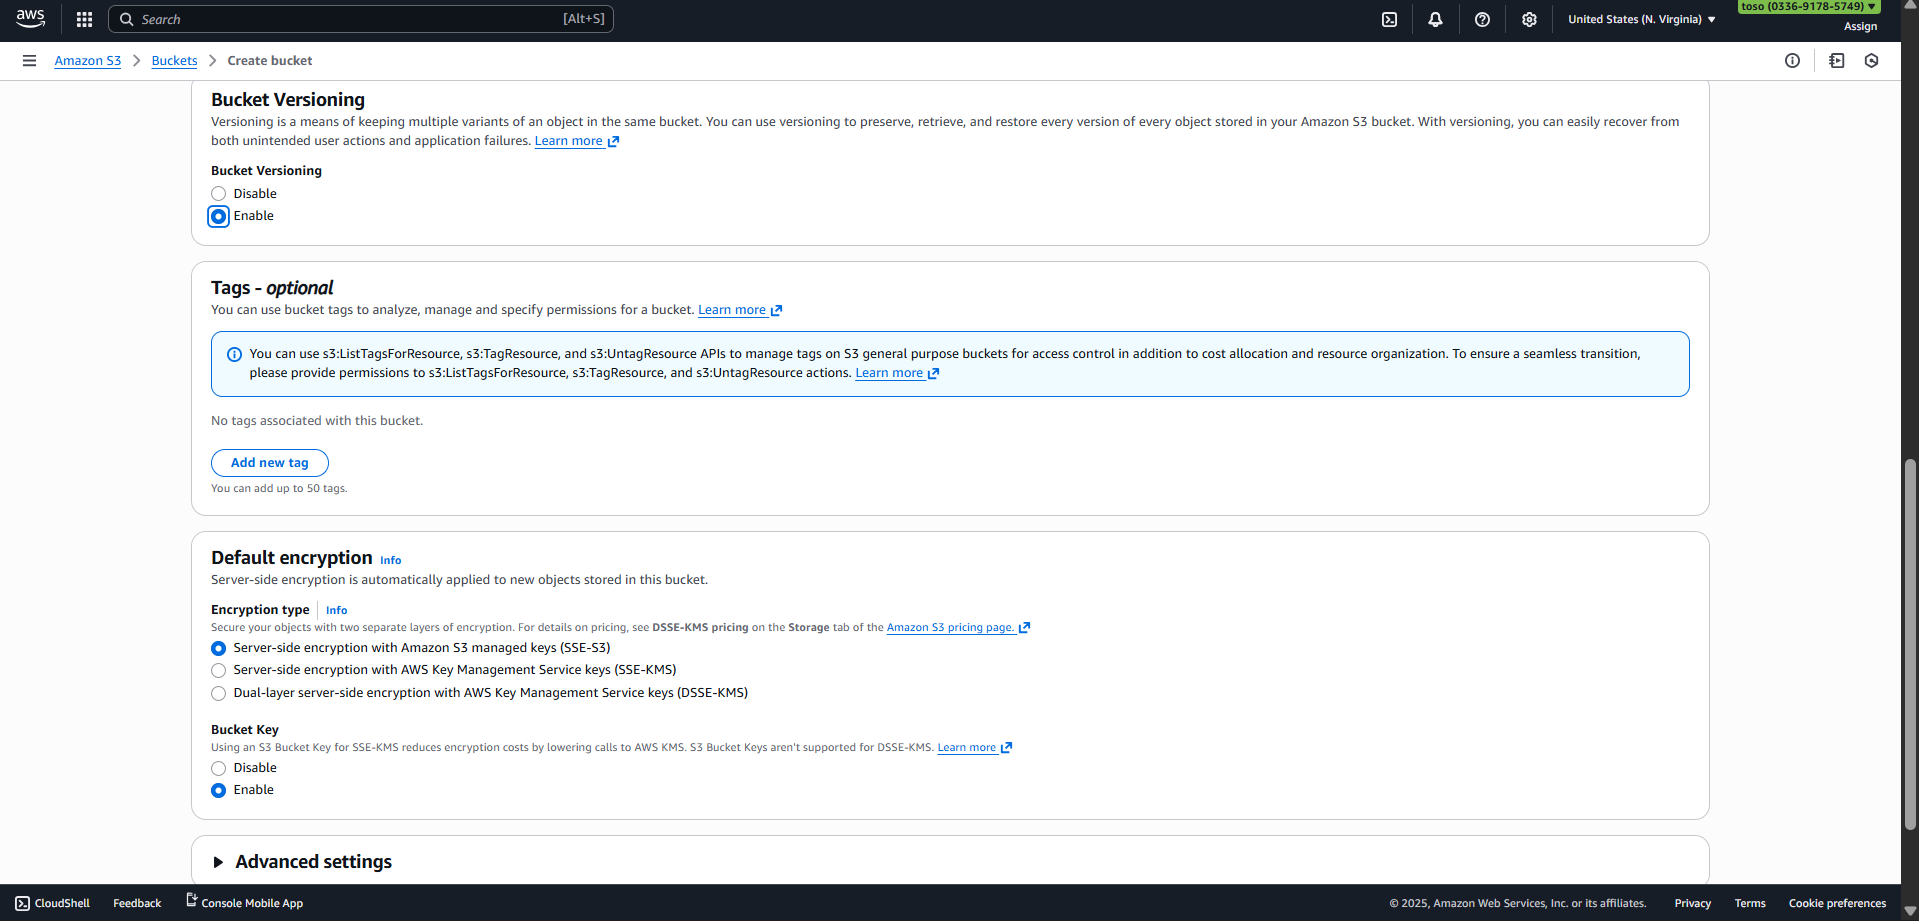 aws
Search
[Alt+S]
United States (N. Virginia)
toso (0336-9178-5749)
Assign
Amazon S3
Buckets
Create bucket
Bucket Versioning
Versioning is a means of keeping multiple variants of an object in the same bucket. You can use versioning to preserve, retrieve, and restore every version of every object stored in your Amazon S3 bucket. With versioning, you can easily recover from
both unintended user actions and application failures. Learn more
Bucket Versioning
Disable
Enable
Tags - optional
You can use bucket tags to analyze, manage and specify permissions for a bucket. Learn more
You can use s3:ListTagsForResource, s3:TagResource, and s3:UntagResource APIs to manage tags on S3 general purpose buckets for access control in addition to cost allocation and resource organization. To ensure a seamless transition,
please provide permissions to s3:ListTagsForResource, s3:TagResource, and s3:UntagResource actions. Learn more
No tags associated with this bucket.
Add new tag
You can add up to 50 tags.
Default encryption Info
Server-side encryption is automatically applied to new objects stored in this bucket.
Encryption type Info
Secure your objects with two separate layers of encryption. For details on pricing, see DSSE-KMS pricing on the Storage tab of the Amazon S3 pricing page.
Server-side encryption with Amazon S3 managed keys (SSE-S3)
Server-side encryption with AWS Key Management Service keys (SSE-KMS)
Dual-layer server-side encryption with AWS Key Management Service keys (DSSE-KMS)
Bucket Key
Using an S3 Bucket Key for SSE-KMS reduces encryption costs by lowering calls to AWS KMS. S3 Bucket Keys aren't supported for DSSE-KMS. Learn more
Disable
Enable
Advanced settings
CloudShell
Feedback
Console Mobile App
© 2025, Amazon Web Services, Inc. or its affiliates.
Privacy
Terms
Cookie preferences